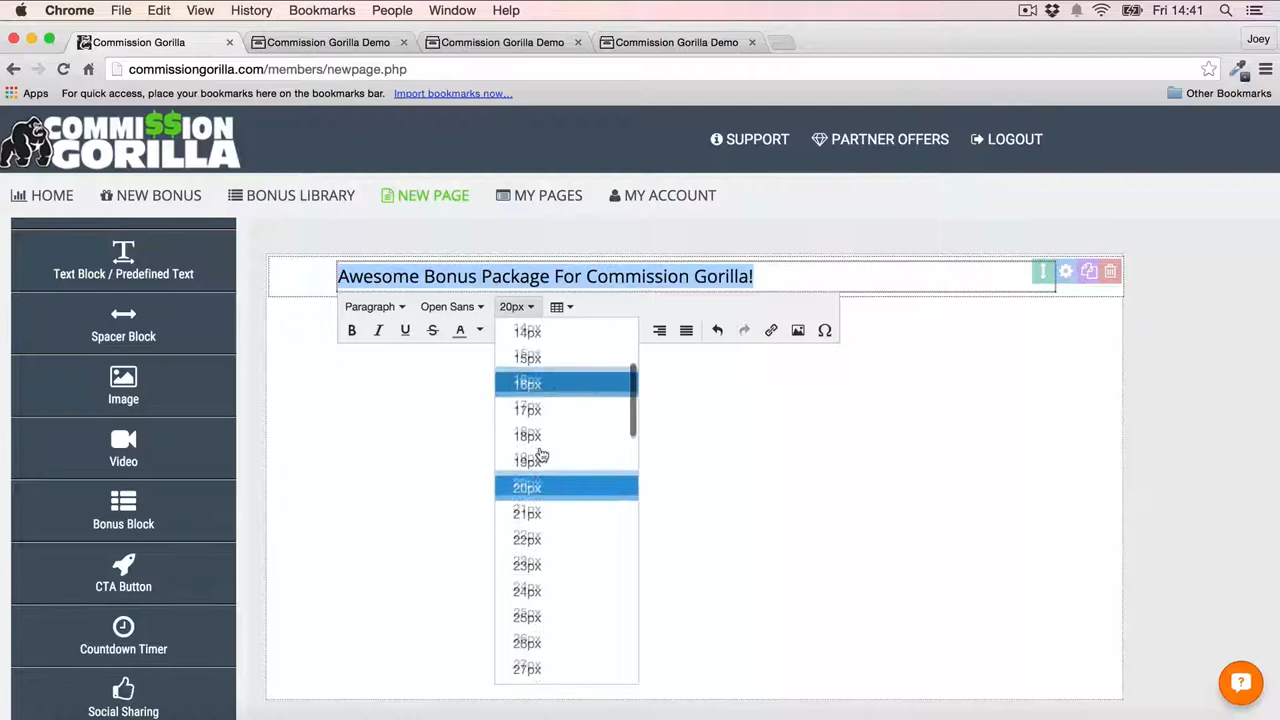 Chrome File Edit View History Bookmarks People Window Help Fri 14:41
Commission Gorilla Commission Gorilla Demo Commission Gorilla Demo Commission Gorilla Demo Joey
commissiongorilla.com/members/newpage.php
Apps For quick access, place your bookmarks here on the bookmarks bar. Import bookmarks now... Other Bookmarks
COMMI$$ION
GORILLA
SUPPORT PARTNER OFFERS LOGOUT
HOME NEW BONUS BONUS LIBRARY NEW PAGE MY PAGES MY ACCOUNT
Text Block / Predefined Text
Spacer Block
Image
Video
Bonus Block
CTA Button
Countdown Timer
Social Sharing
Awesome Bonus Package For Commission Gorilla!
Paragraph Open Sans 20px
B I U S A
14px
15px
16px
17px
18px
19px
20px
21px
22px
23px
24px
25px
26px
27px